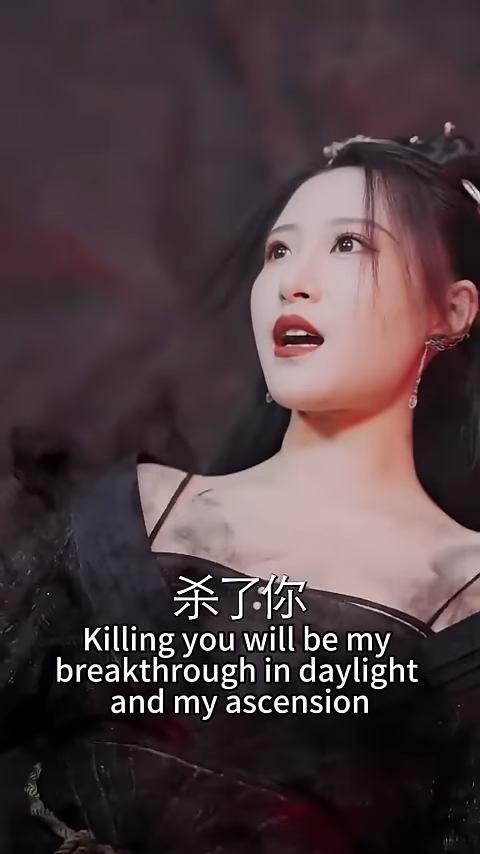 杀了你
Killing you will be my
breakthrough in daylight
and my ascension